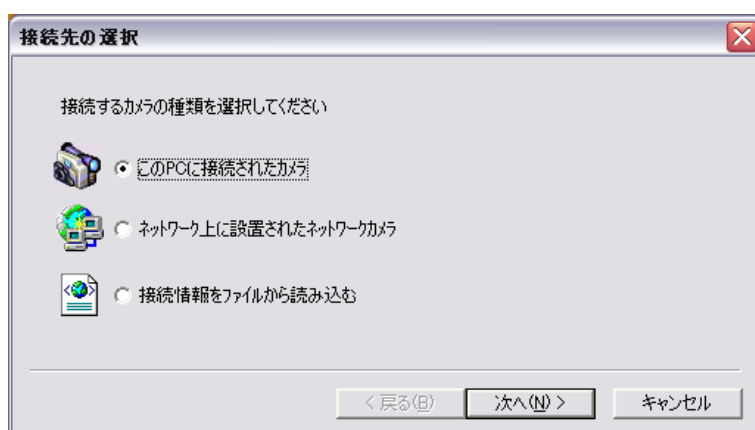 接続先の選択
接続するカメラの種類を選択してください
このPCに接続されたカメラ
ネットワーク上に設置されたネットワークカメラ
接続情報をファイルから読み込む
< 戻る(B) 次へ(N) > キャンセル